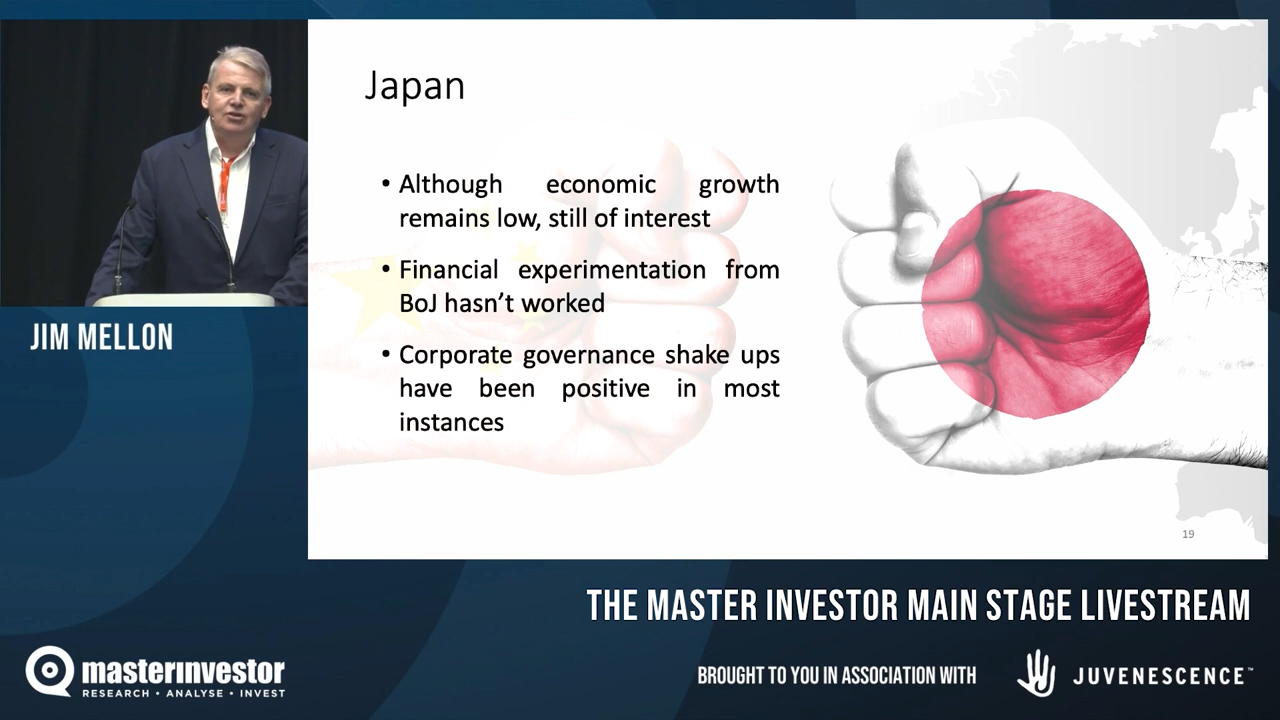 Japan
• Although economic growth
remains low, still of interest
• Financial experimentation from
BoJ hasn’t worked
• Corporate governance shake ups
have been positive in most
instances
19
JIM MELLON
THE MASTER INVESTOR MAIN STAGE LIVESTREAM
masterinvestor
RESEARCH • ANALYSE • INVEST
BROUGHT TO YOU IN ASSOCIATION WITH
JUVENESCENCE™